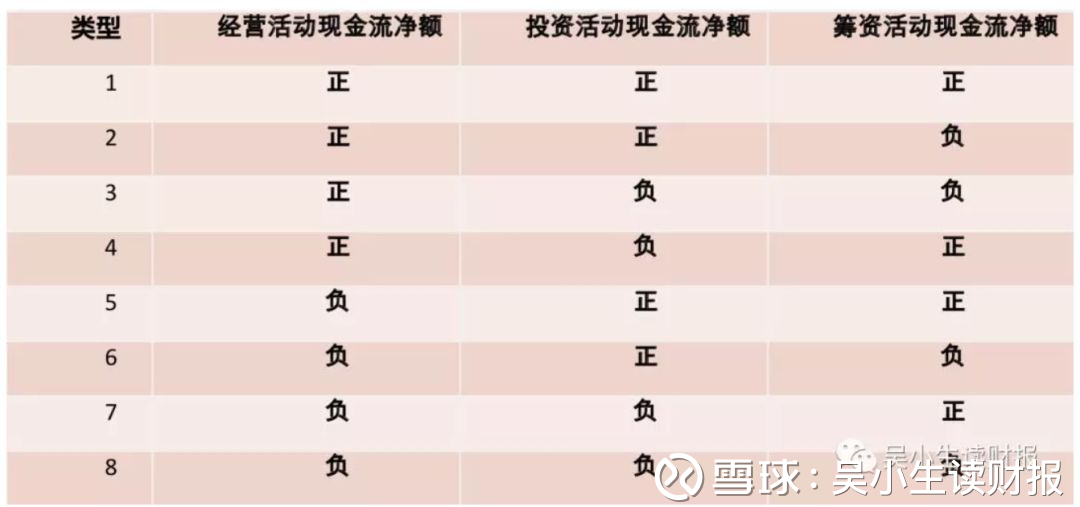 类型 经营活动现金流净额 投资活动现金流净额 筹资活动现金流净额
1 正 正 正
2 正 正 负
3 正 负 负
4 正 负 正
5 负 正 正
6 负 正 负
7 负 负 正
吴小生读财报
8 负 负 负
雪球：吴小生读财报